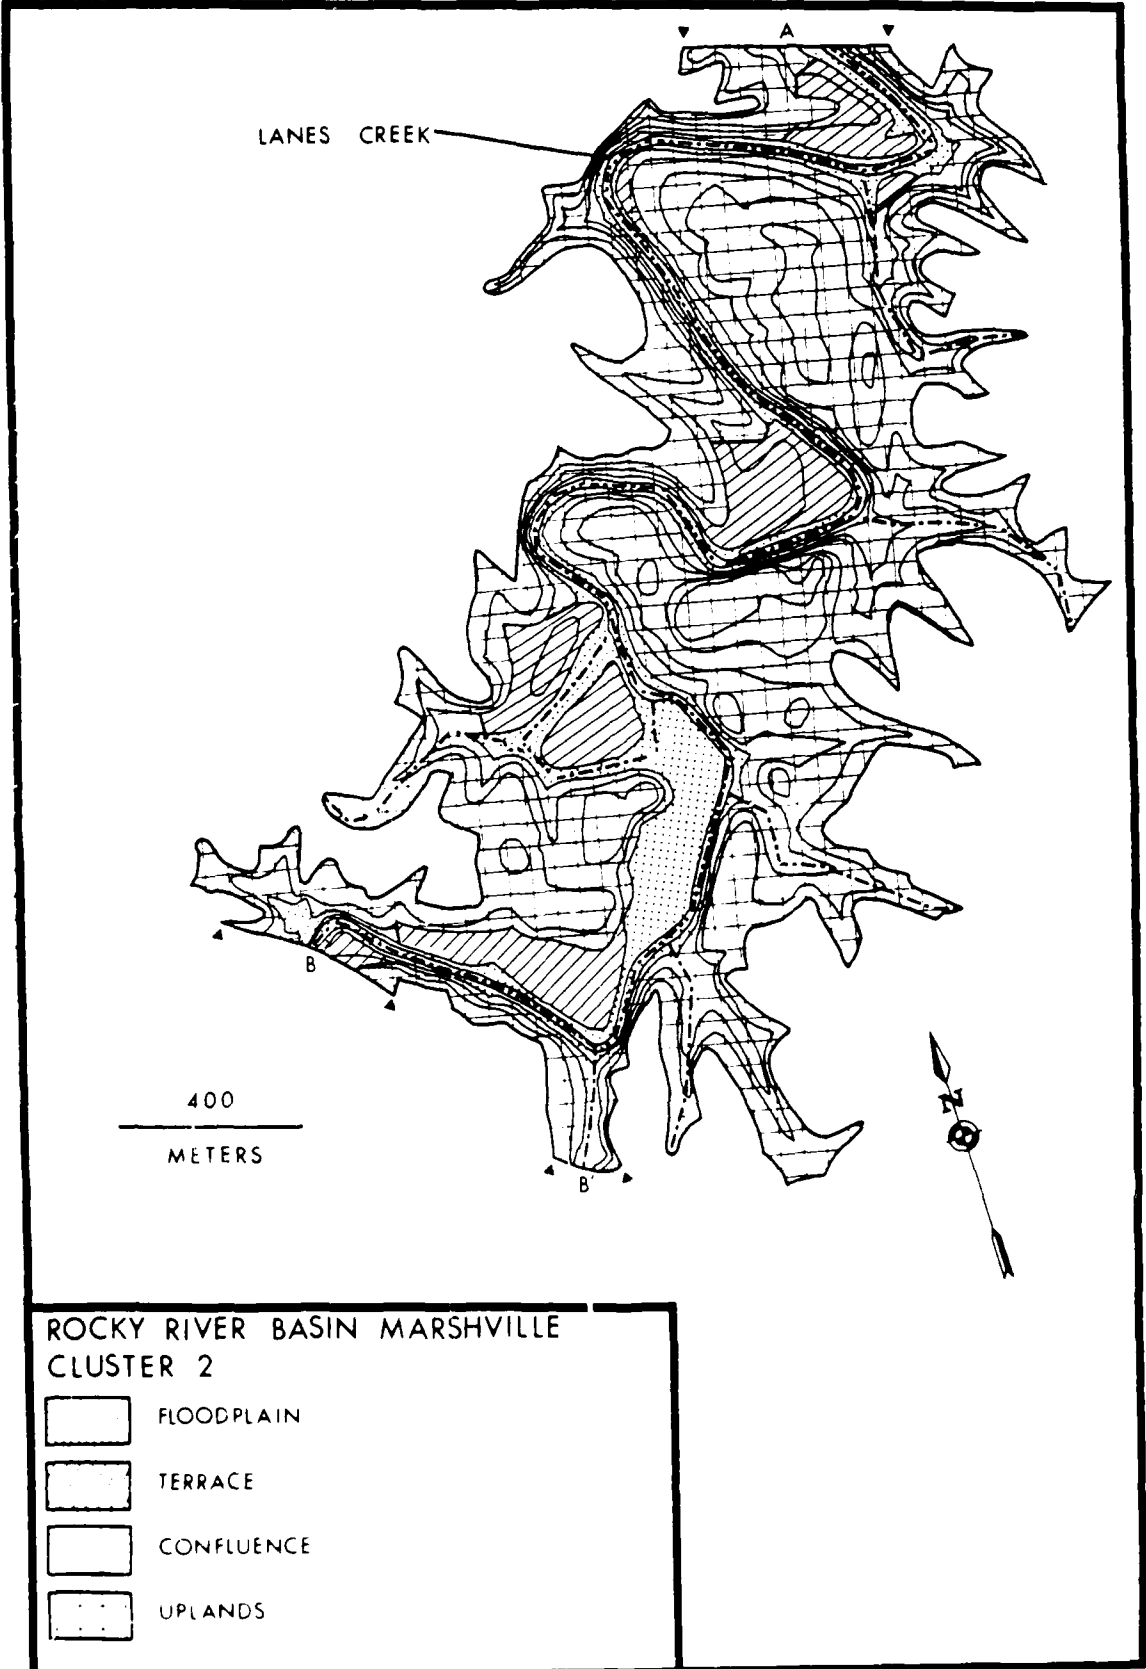 A
LANES CREEK
B
400
METERS
N
B'
ROCKY RIVER BASIN MARSHVILLE
CLUSTER 2
FLOODPLAIN
TERRACE
CONFLUENCE
UPLANDS